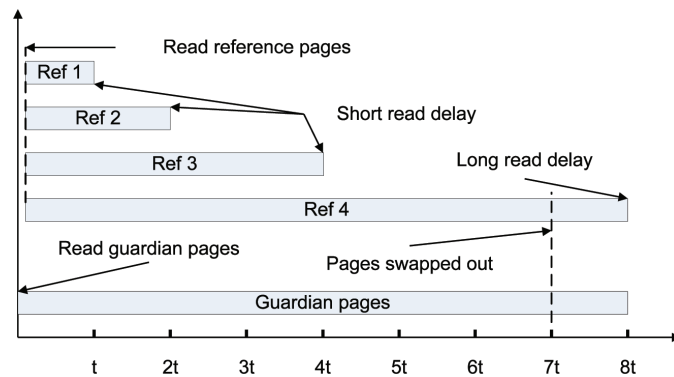 Read reference pages
Ref 1
Ref 2
Short read delay
Ref 3
Long read delay
Ref 4
Read guardian pages
Pages swapped out
Guardian pages
t 2t 3t 4t 5t 6t 7t 8t